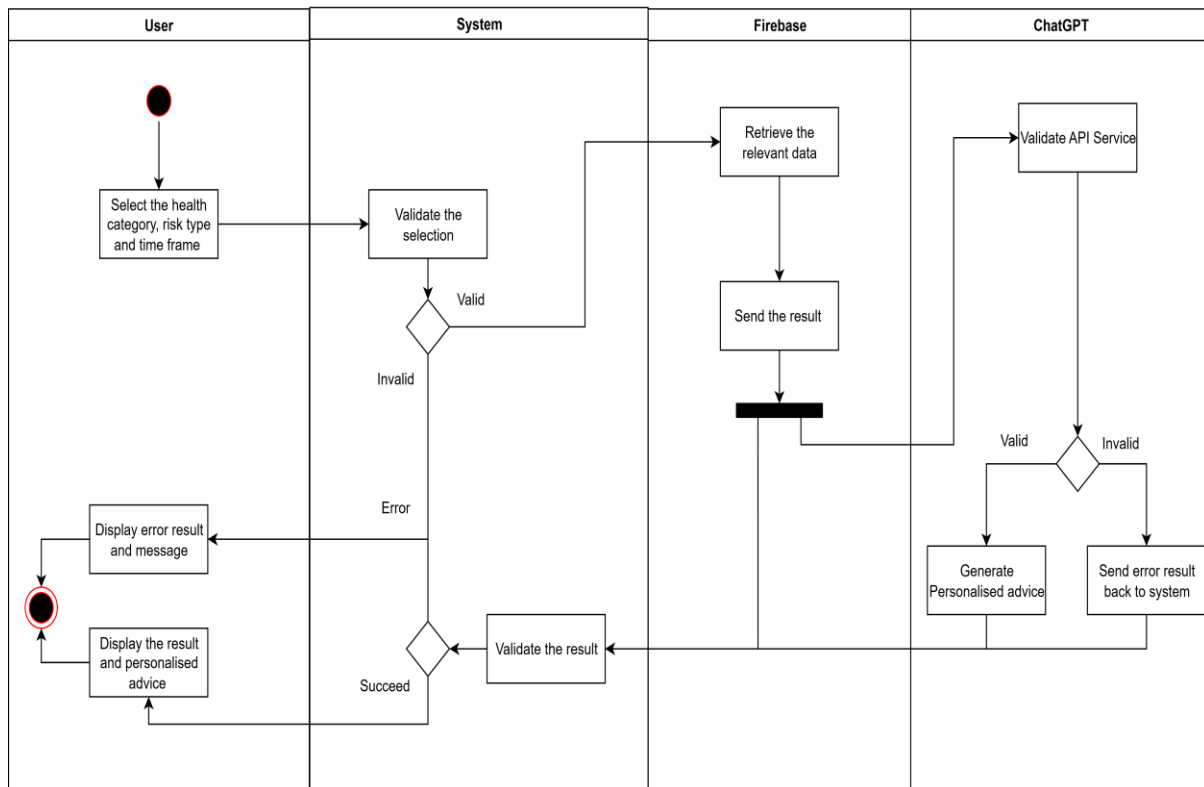 User
System
Firebase
ChatGPT
Select the health
category, risk type
and time frame
Validate the
selection
Valid
Invalid
Retrieve the
relevant data
Send the result
Validate API Service
Valid
Invalid
Generate
Personalised advice
Send error result
back to system
Error
Display error result
and message
Validate the result
Succeed
Display the result
and personalised
advice